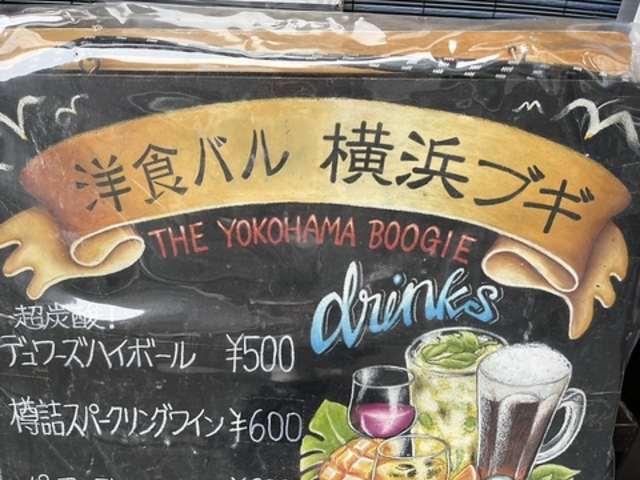 洋食バル 横浜ブギ
THE YOKOHAMA BOOGIE
drinks
超炭酸!
デュワーズハイボール ¥500
樽詰スパークリングワイン ¥600